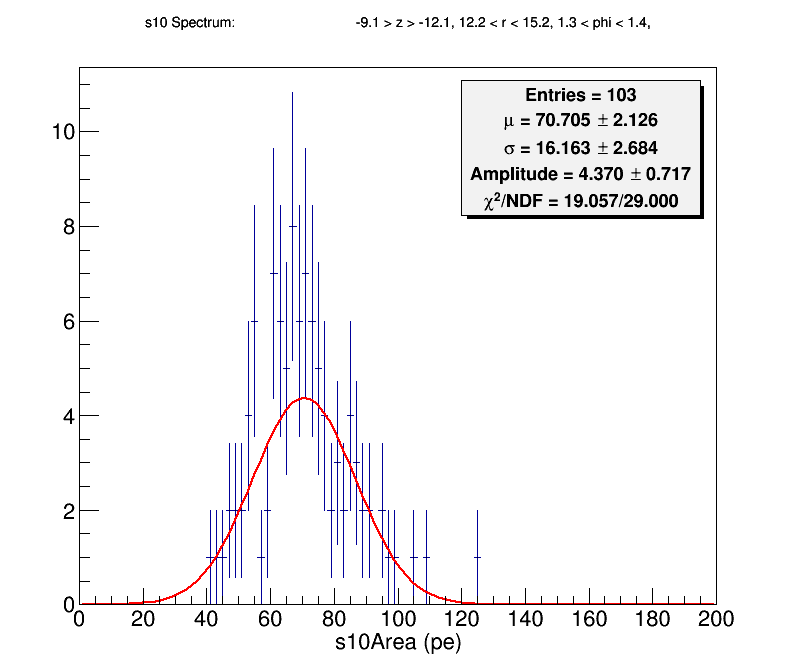 s10 Spectrum: -9.1 > z > -12.1, 12.2 < r < 15.2, 1.3 < phi < 1.4,
Entries = 103
μ = 70.705 ± 2.126
σ = 16.163 ± 2.684
Amplitude = 4.370 ± 0.717
χ²/NDF = 19.057/29.000
10
8
6
4
2
0
0 20 40 60 80 100 120 140 160 180 200
s10Area (pe)